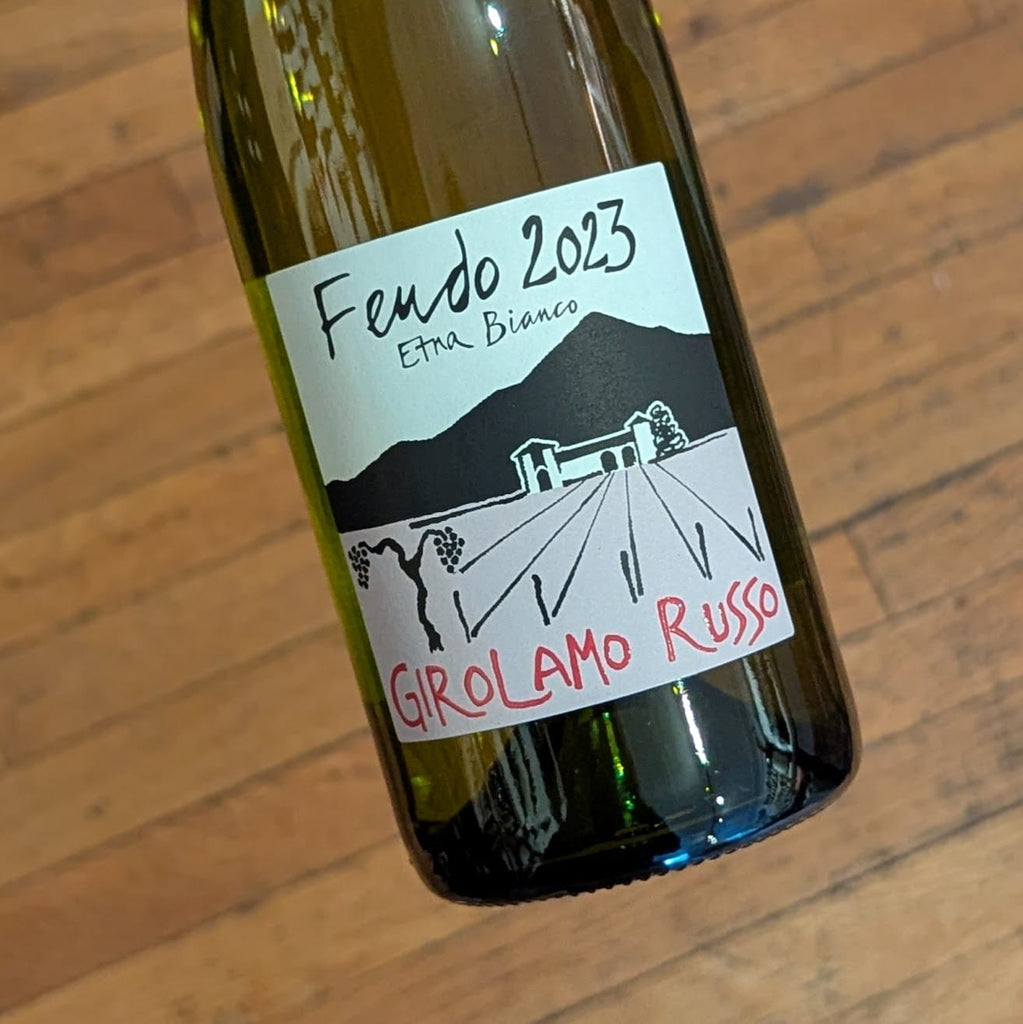 Feudo 2023
Etna Bianco
GIROLAMO RUSSO